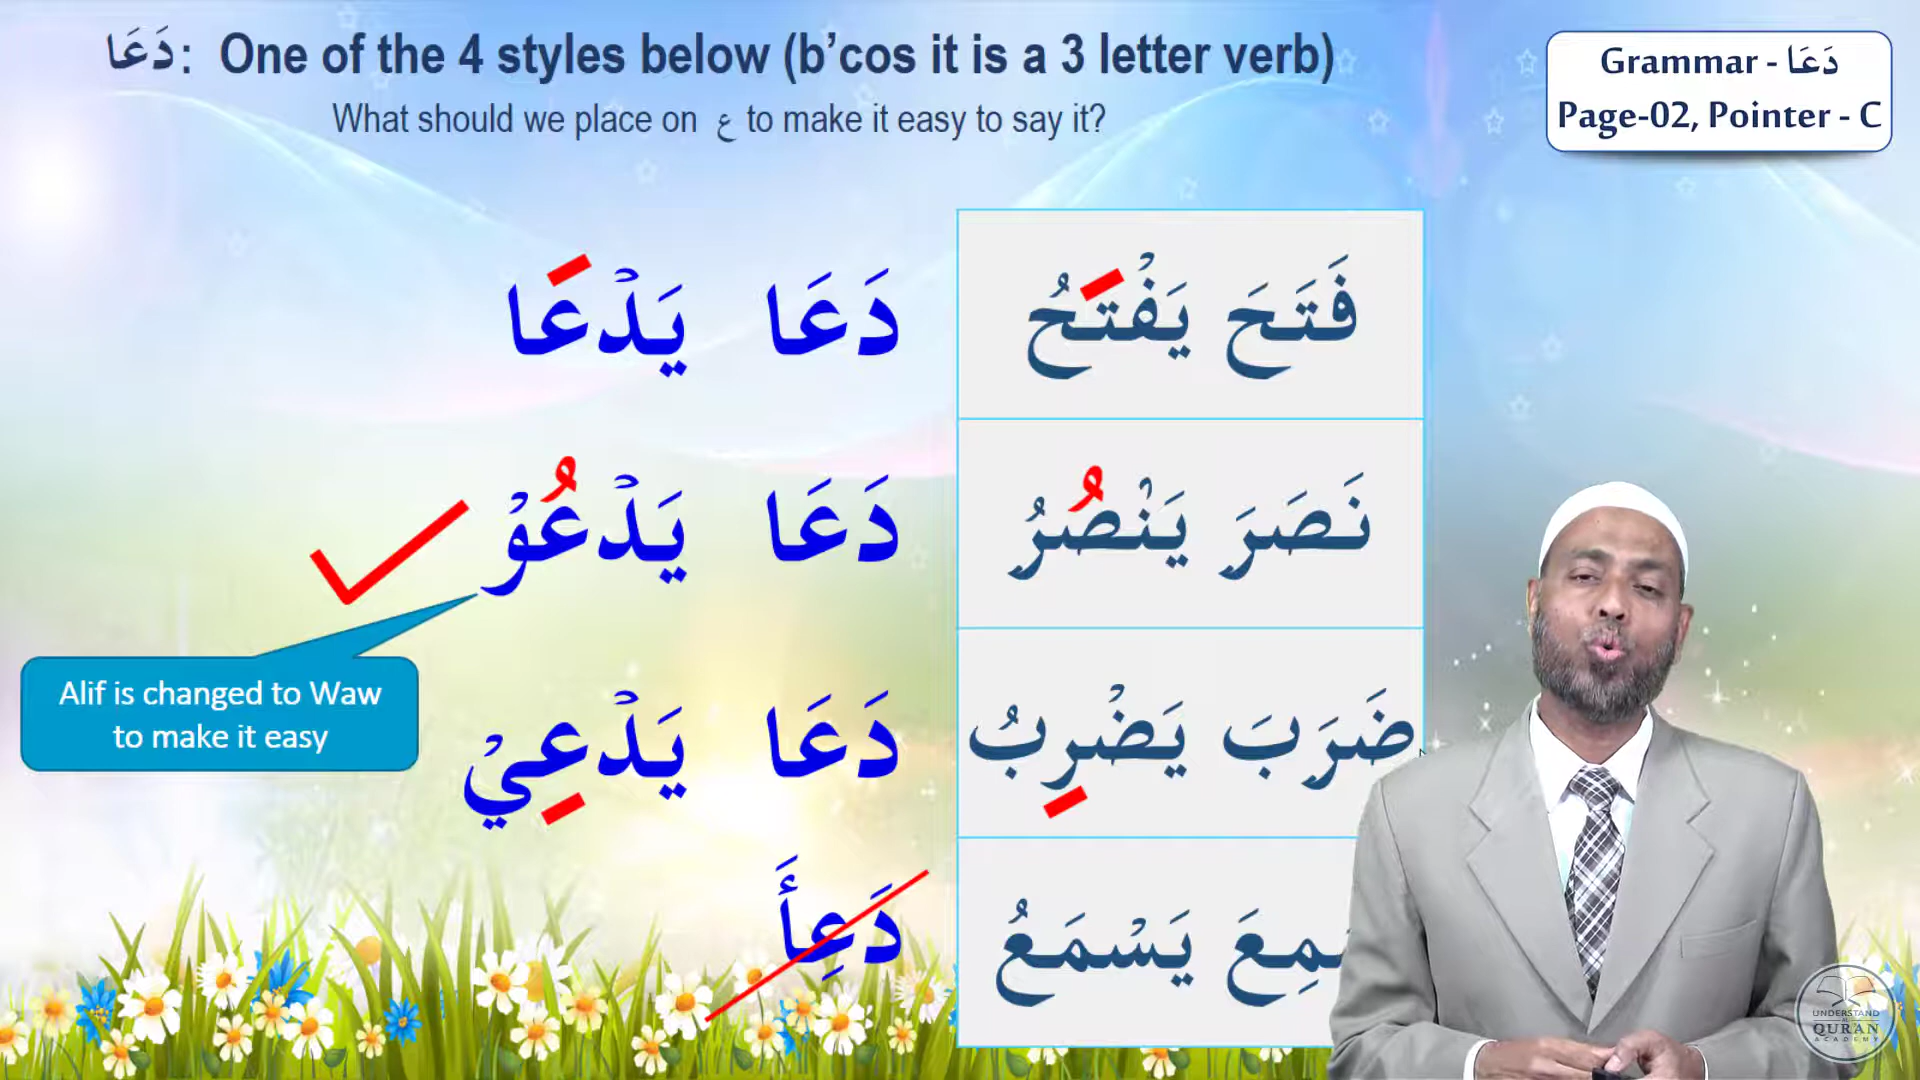 دَعَا: One of the 4 styles below (b’cos it is a 3 letter verb)
What should we place on ع to make it easy to say it?
Grammar - دَعَا
Page-02, Pointer - C
فَتَحَ يَفْتَحُ
دَعَا يَدْعَا
نَصَرَ يَنْصُرُ
دَعَا يَدْعُوْ
Alif is changed to Waw
to make it easy
ضَرَبَ يَضْرِبُ
دَعَا يَدْعِيْ
يَسْمَعُ
دَعِأَ
UNDERSTAND
AL
QURAN
ACADEMY